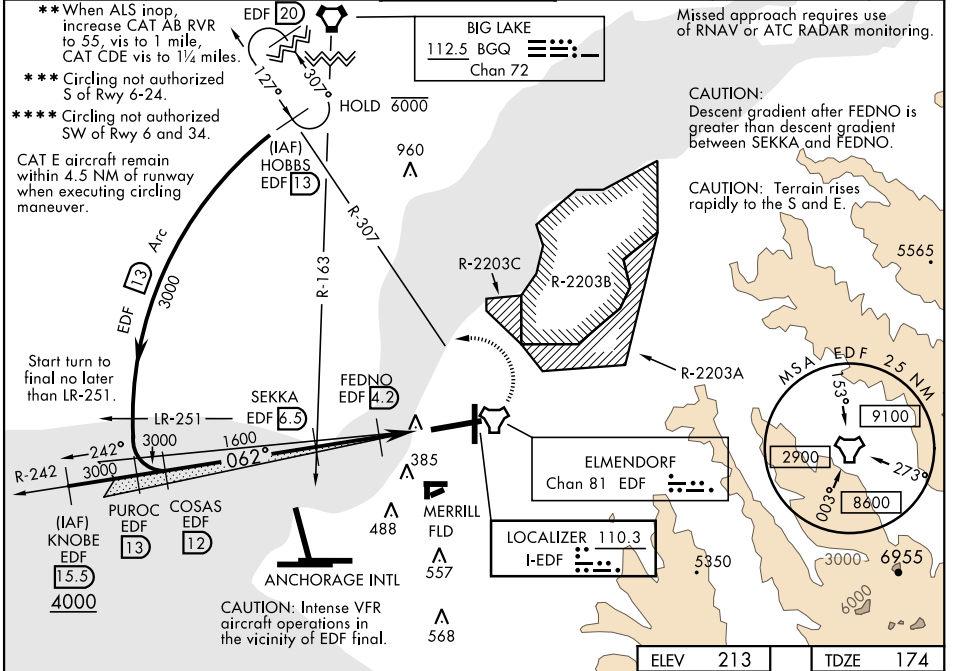 ** When ALS inop,
increase CAT AB RVR
to 55, vis to 1 mile,
CAT CDE vis to 1¼ miles.
*** Circling not authorized
S of Rwy 6-24.
**** Circling not authorized
SW of Rwy 6 and 34.
CAT E aircraft remain
within 4.5 NM of runway
when executing circling
maneuver.
EDF 20
BIG LAKE
112.5 BGQ
Chan 72
Missed approach requires use
of RNAV or ATC RADAR monitoring.
CAUTION:
Descent gradient after FEDNO is
greater than descent gradient
between SEKKA and FEDNO.
CAUTION: Terrain rises
rapidly to the S and E.
127°
307°
HOLD 6000
(IAF)
HOBBS
EDF 13
960
R-307
R-163
EDF 13 Arc
3000
R-2203C
R-2203B
R-2203A
5565
Start turn to
final no later
than LR-251.
LR-251
SEKKA
EDF 6.5
FEDNO
EDF 4.2
R-242
242°
3000
1600
3000
062°
(IAF)
KNOBE
EDF
15.5
4000
PUROC
EDF
13
COSAS
EDF
12
385
488
MERRILL
FLD
557
568
ANCHORAGE INTL
CAUTION: Intense VFR
aircraft operations in
the vicinity of EDF final.
ELMENDORF
Chan 81 EDF
LOCALIZER 110.3
I-EDF
MSA EDF 25 NM
153°
9100
2900
273°
003°
8600
5350
3000
6955
6000
ELEV 213
TDZE 174